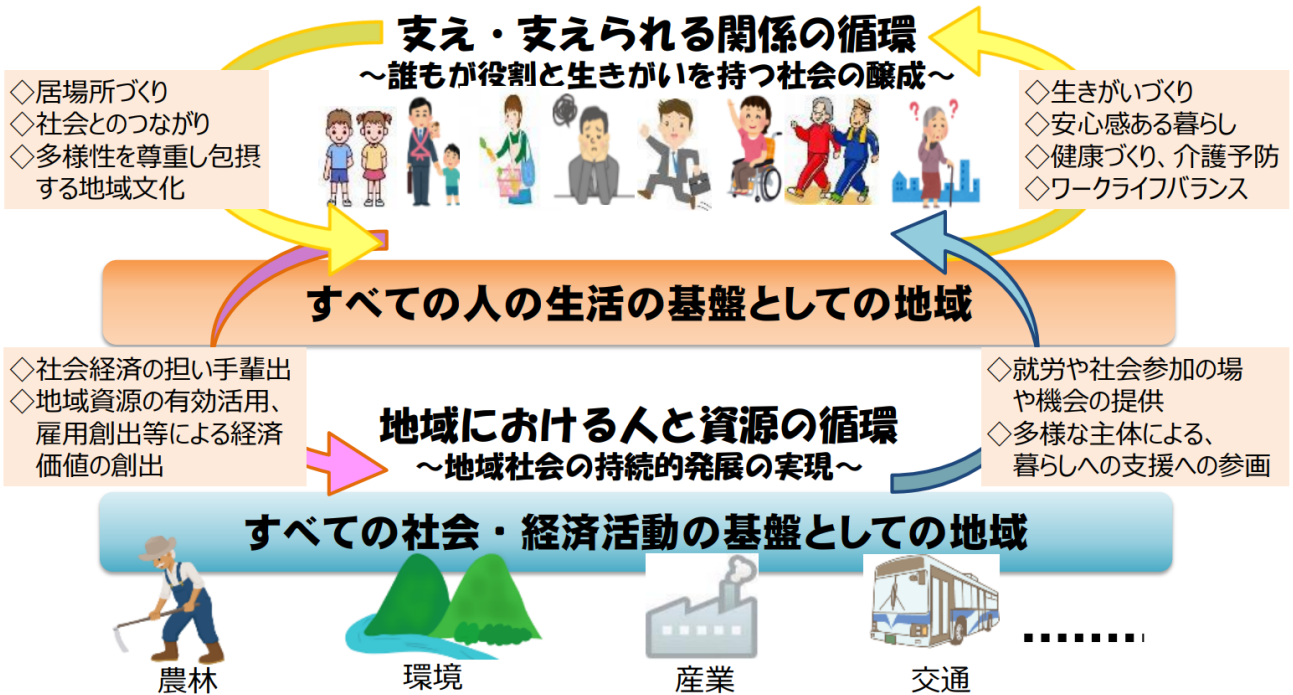 支え・支えられる関係の循環
～誰もが役割と生きがいを持つ社会の醸成～
◇居場所づくり
◇社会とのつながり
◇多様性を尊重し包摂
する地域文化
◇生きがいづくり
◇安心感ある暮らし
◇健康づくり、介護予防
◇ワークライフバランス
すべての人の生活の基盤としての地域
◇社会経済の担い手輩出
◇地域資源の有効活用、
雇用創出等による経済
価値の創出
地域における人と資源の循環
～地域社会の持続的発展の実現～
◇就労や社会参加の場
や機会の提供
◇多様な主体による、
暮らしへの支援への参画
すべての社会・経済活動の基盤としての地域
農林
環境
産業
交通